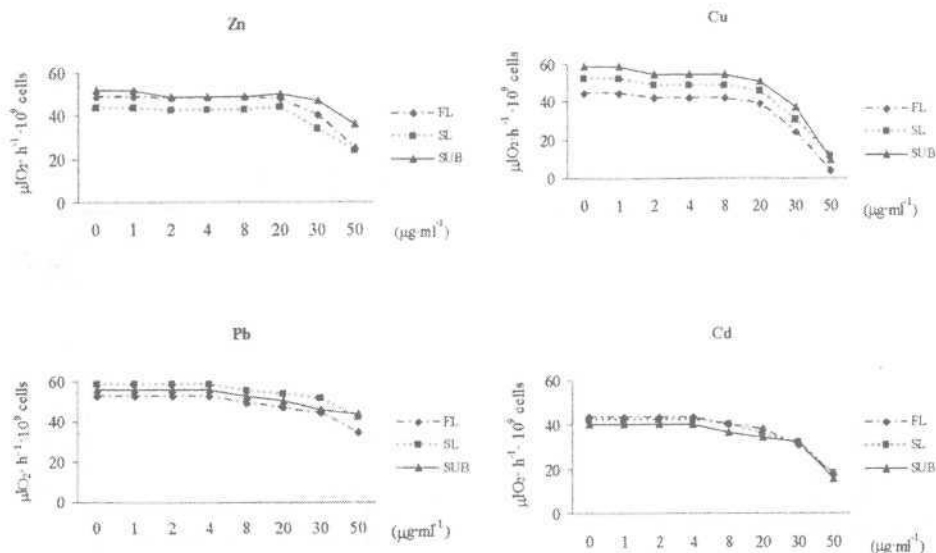 Zn
μlO₂· h⁻¹ ·10⁹ cells
60
40
20
0
0 1 2 4 8 20 30 50 (μg·ml⁻¹)
FL
SL
SUB
Cu
μlO₂· h⁻¹ · 10⁹ cells
60
40
20
0
0 1 2 4 8 20 30 50 (μg·ml⁻¹)
FL
SL
SUB
Pb
μlO₂· h⁻¹ ·10⁹ cells
60
40
20
0
0 1 2 4 8 20 30 50 (μg·ml⁻¹)
FL
SL
SUB
Cd
μlO₂· h⁻¹ · 10⁹ cells
60
40
20
0
0 1 2 4 8 20 30 50 (μg·ml⁻¹)
FL
SL
SUB